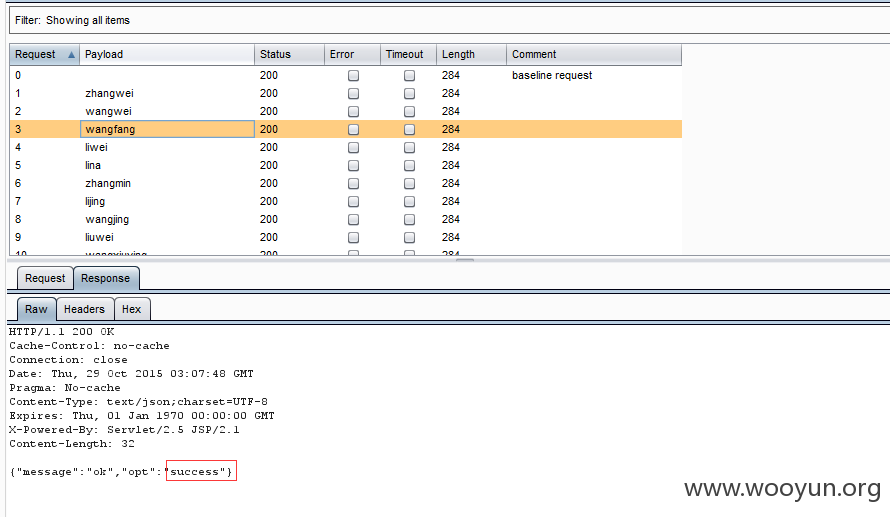 Filter: Showing all items
Request Payload Status Error Timeout Length Comment
0 200 284 baseline request
1 zhangwei 200 284
2 wangwei 200 284
3 wangfang 200 284
4 liwei 200 284
5 lina 200 284
6 zhangmin 200 284
7 lijing 200 284
8 wangjing 200 284
9 liuwei 200 284
10 wangxiuying 200 284
Request Response
Raw Headers Hex
HTTP/1.1 200 OK
Cache-Control: no-cache
Connection: close
Date: Thu, 29 Oct 2015 03:07:48 GMT
Pragma: No-cache
Content-Type: text/json;charset=UTF-8
Expires: Thu, 01 Jan 1970 00:00:00 GMT
X-Powered-By: Servlet/2.5 JSP/2.1
Content-Length: 32
{"message":"ok","opt":"success"}
www.wooyun.org